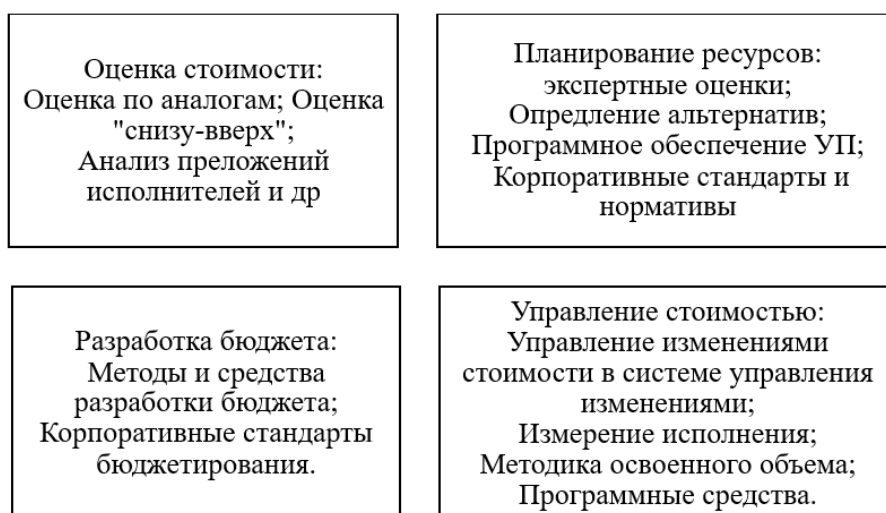 Оценка стоимости:
Оценка по аналогам; Оценка
"снизу-вверх";
Анализ преложений
исполнителей и др
Планирование ресурсов:
экспертные оценки;
Опредление альтернатив;
Программное обеспечение УП;
Корпоративные стандарты и
нормативы
Разработка бюджета:
Методы и средства
разработки бюджета;
Корпоративные стандарты
бюджетирования.
Управление стоимостью:
Управление изменениями
стоимости в системе управления
изменениями;
Измерение исполнения;
Методика освоенного объема;
Программные средства.